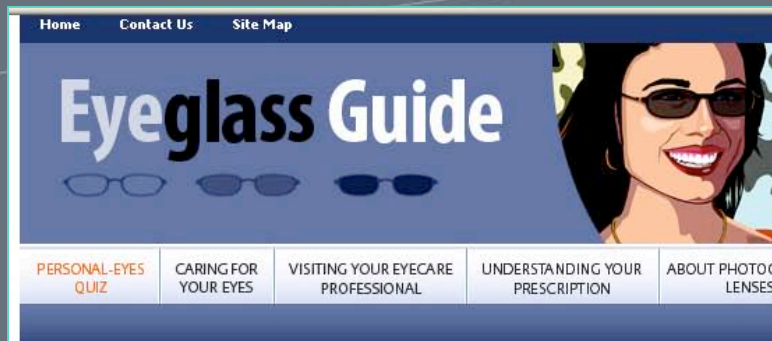 Home Contact Us Site Map
Eyeglass Guide
PERSONAL-EYES QUIZ
CARING FOR YOUR EYES
VISITING YOUR EYECARE PROFESSIONAL
UNDERSTANDING YOUR PRESCRIPTION
ABOUT LENSES